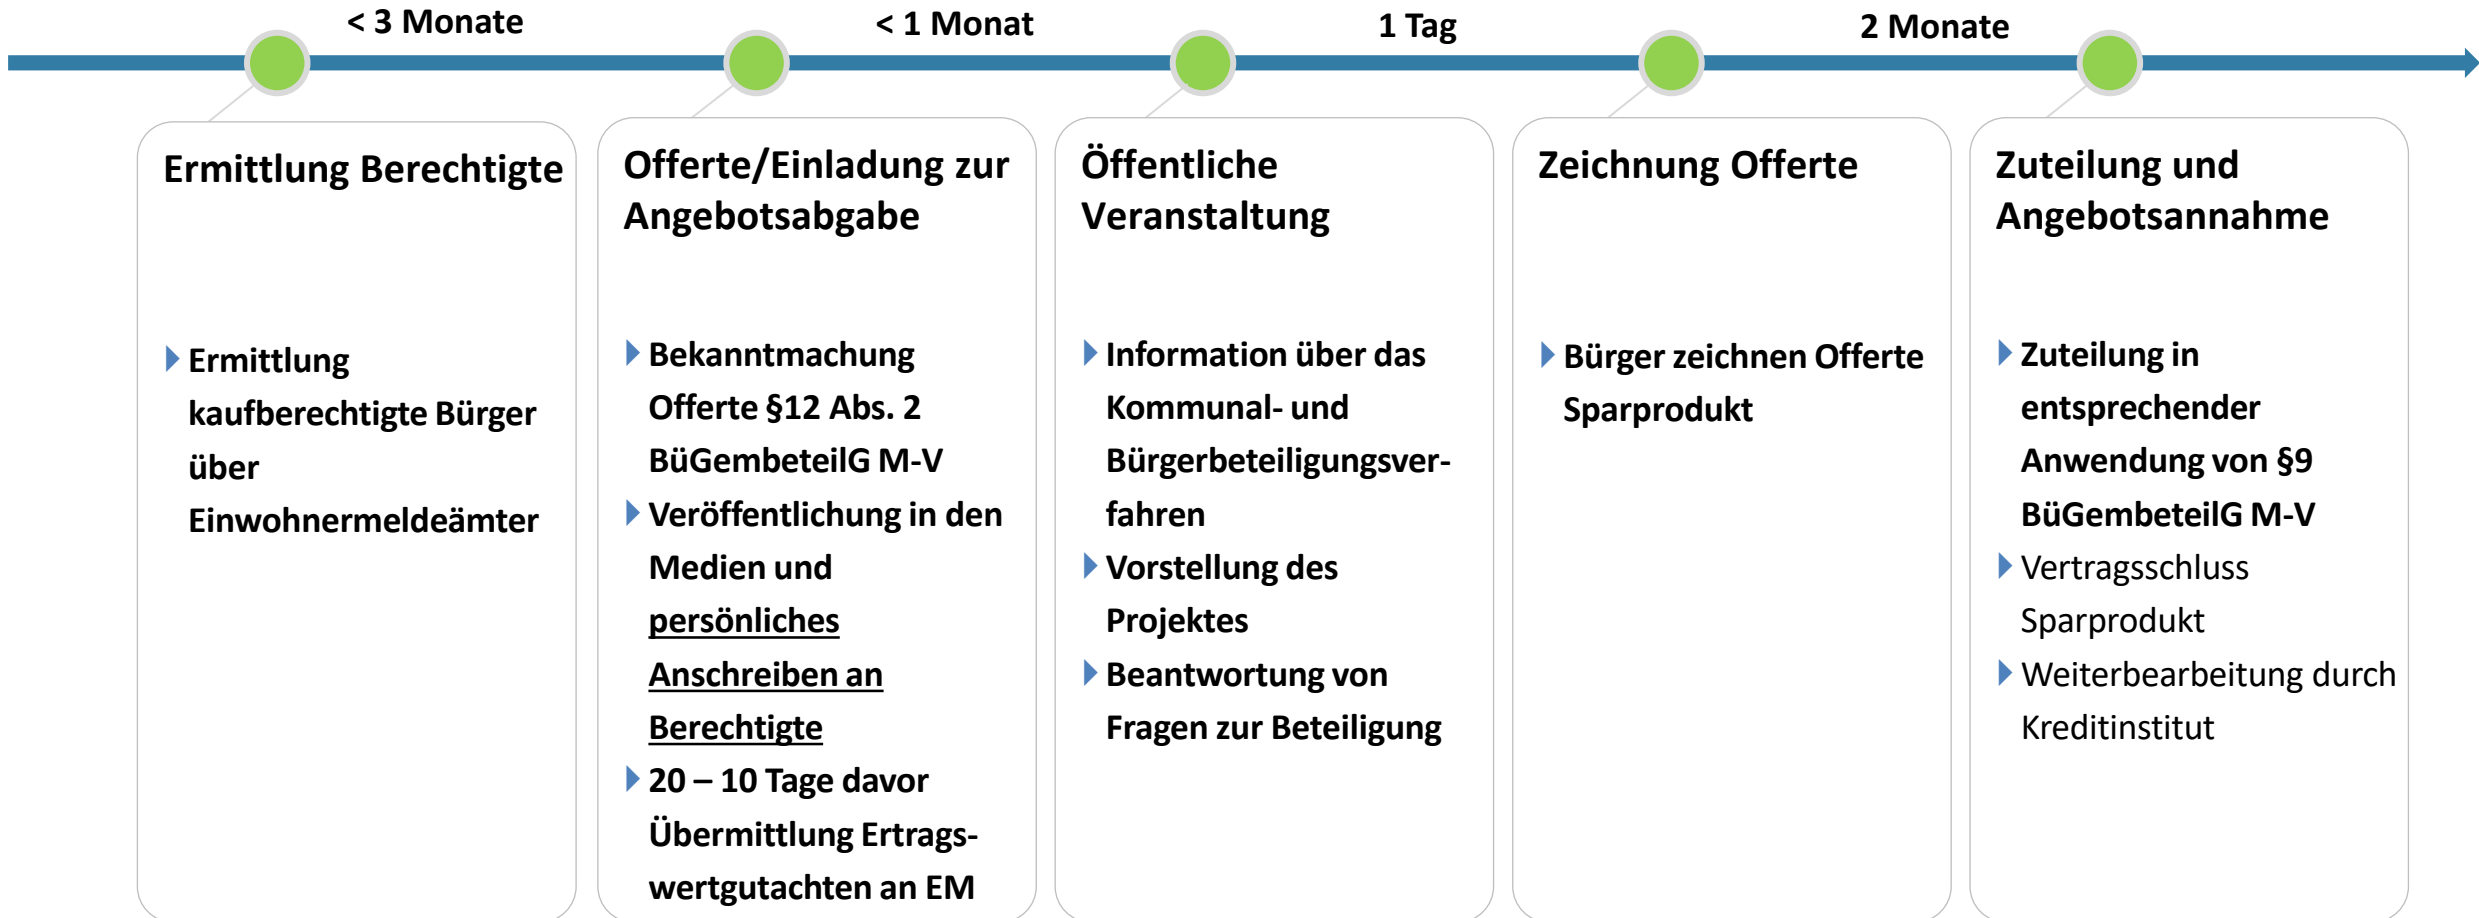 < 3 Monate
< 1 Monat
1 Tag
2 Monate
Ermittlung Berechtigte
Ermittlung
kaufberechtigte Bürger
über
Einwohnermeldeämter
Offerte/Einladung zur
Angebotsabgabe
Bekanntmachung
Offerte §12 Abs. 2
BüGembeteilG M-V
Veröffentlichung in den
Medien und
persönliches
Anschreiben an
Berechtigte
20 – 10 Tage davor
Übermittlung Ertrags-
wertgutachten an EM
Öffentliche
Veranstaltung
Information über das
Kommunal- und
Bürgerbeteiligungsver-
fahren
Vorstellung des
Projektes
Beantwortung von
Fragen zur Beteiligung
Zeichnung Offerte
Bürger zeichnen Offerte
Sparprodukt
Zuteilung und
Angebotsannahme
Zuteilung in
entsprechender
Anwendung von §9
BüGembeteilG M-V
Vertragsschluss
Sparprodukt
Weiterbearbeitung durch
Kreditinstitut